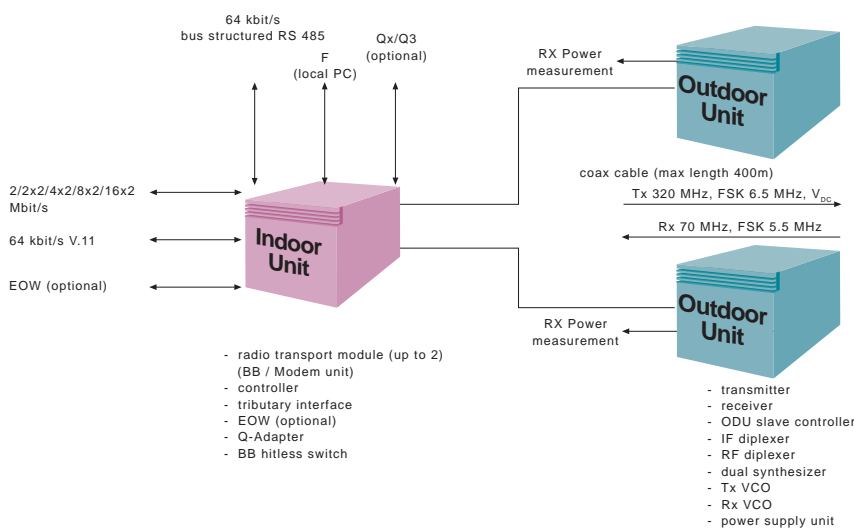 64 kbit/s
bus structured RS 485
F
(local PC)
Qx/Q3
(optional)
RX Power
measurement
Outdoor
Unit
coax cable (max length 400m)
Tx 320 MHz, FSK 6.5 MHz, VDC
Rx 70 MHz, FSK 5.5 MHz
2/2x2/4x2/8x2/16x2
Mbit/s
64 kbit/s V.11
EOW (optional)
Indoor
Unit
Outdoor
Unit
RX Power
measurement
- radio transport module (up to 2)
(BB / Modem unit)
- controller
- tributary interface
- EOW (optional)
- Q-Adapter
- BB hitless switch
- transmitter
- receiver
- ODU slave controller
- IF diplexer
- RF diplexer
- dual synthesizer
- Tx VCO
- Rx VCO
- power supply unit